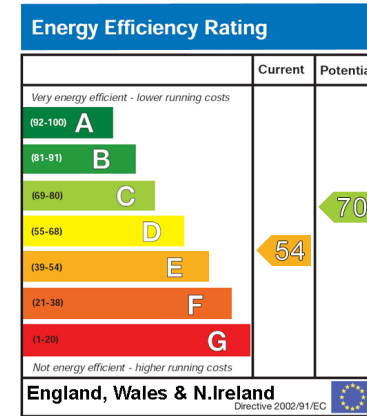 Energy Efficiency Rating
Current Potentia
Very energy efficient - lower running costs
(92-100) A
(81-91) B
(69-80) C
70
(55-68) D
54
(39-54) E
(21-38) F
(1-20) G
Not energy efficient - higher running costs
England, Wales & N.Ireland
Directive 2002/91/EC